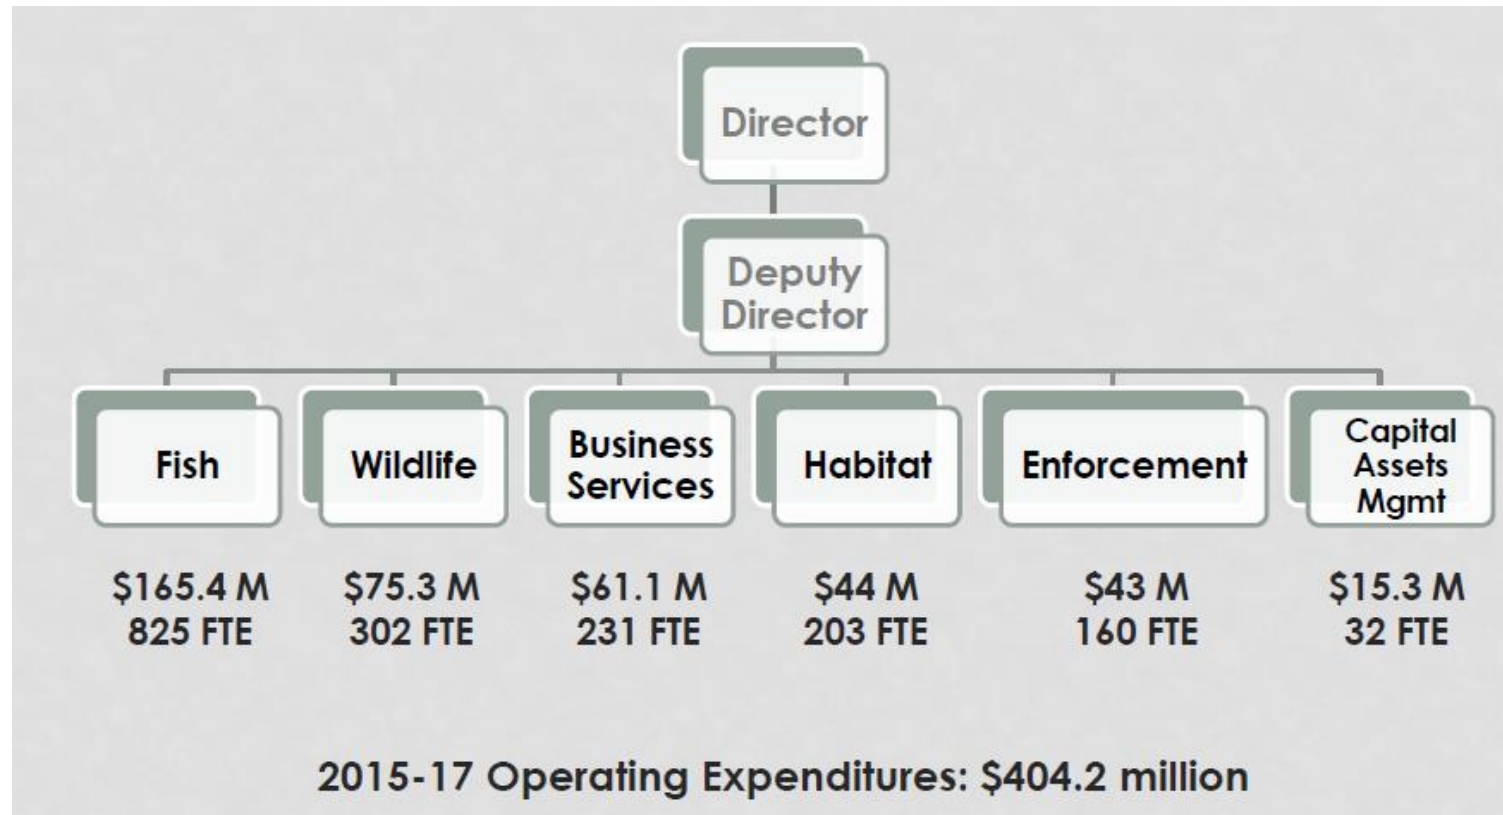 Director
Deputy
Director
Fish
Wildlife
Business
Services
Habitat
Enforcement
Capital
Assets
Mgmt
$165.4 M
825 FTE
$75.3 M
302 FTE
$61.1 M
231 FTE
$44 M
203 FTE
$43 M
160 FTE
$15.3 M
32 FTE
2015-17 Operating Expenditures: $404.2 million